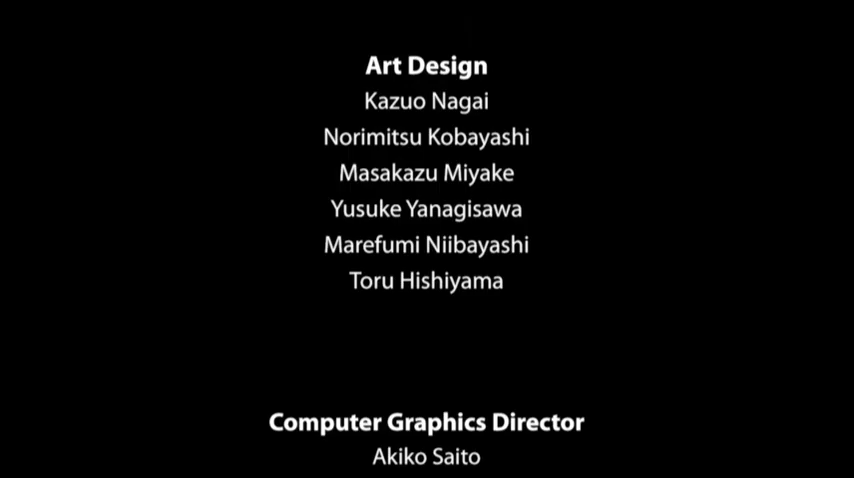 Art Design
Kazuo Nagai
Norimitsu Kobayashi
Masakazu Miyake
Yusuke Yanagisawa
Marefumi Niibayashi
Toru Hishiyama
Computer Graphics Director
Akiko Saito